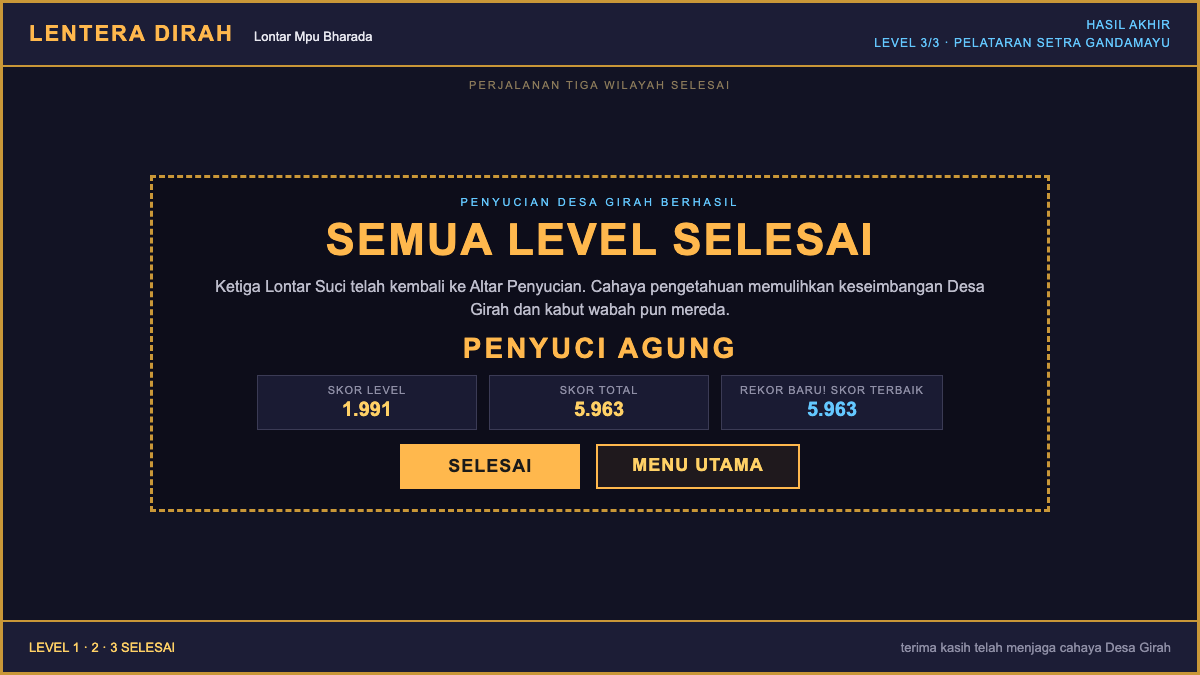 LENTERA DIRAH
Lontar Mpu Bharada
HASIL AKHIR
LEVEL 3/3 · PELATARAN SETRA GANDAMAYU
PERJALANAN TIGA WILAYAH SELESAI
PENYUCIAN DESA GIRAH BERHASIL
SEMUA LEVEL SELESAI
Ketiga Lontar Suci telah kembali ke Altar Penyucian. Cahaya pengetahuan memulihkan keseimbangan Desa
Girah dan kabut wabah pun mereda.
PENYUCI AGUNG
SKOR LEVEL
1.991
SKOR TOTAL
5.963
REKOR BARU! SKOR TERBAIK
5.963
SELESAI
MENU UTAMA
LEVEL 1 · 2 · 3 SELESAI
terima kasih telah menjaga cahaya Desa Girah